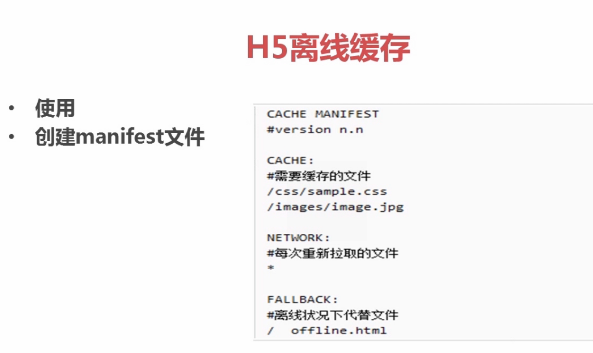 H5离线缓存
• 使用
• 创建manifest文件
CACHE MANIFEST
#version n.n
CACHE:
#需要缓存的文件
/css/sample.css
/images/image.jpg
NETWORK:
#每次重新拉取的文件
*
FALLBACK:
#离线状况下代替文件
/ offline.html